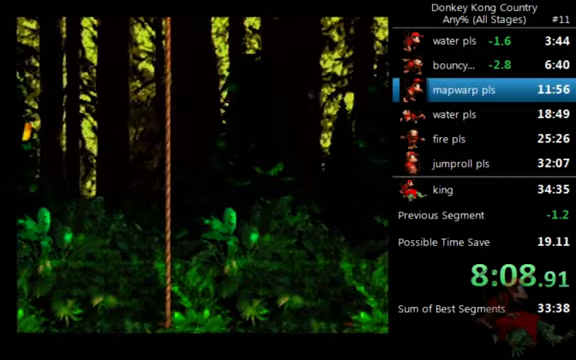 Donkey Kong Country
Any% (All Stages) #11
water pls -1.6 3:44
bouncy... -2.8 6:40
mapwarp pls 11:56
water pls 18:49
fire pls 25:26
jumproll pls 32:07
king 34:35
Previous Segment -1.2
Possible Time Save 19.11
8:08.91
Sum of Best Segments 33:38